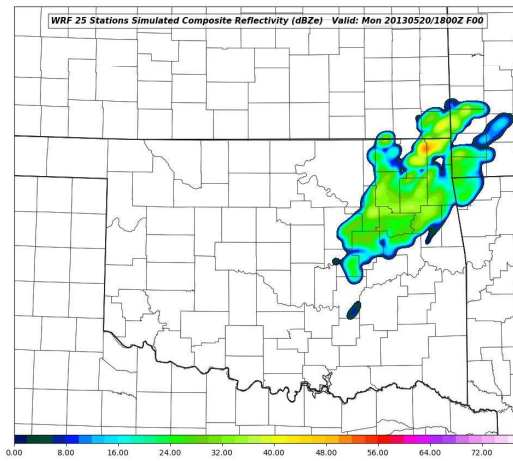 WRF 25 Stations Simulated Composite Reflectivity (dBZe)   Valid: Mon 20130520/1800Z F00
0.00 8.00 16.00 24.00 32.00 40.00 48.00 56.00 64.00 72.00